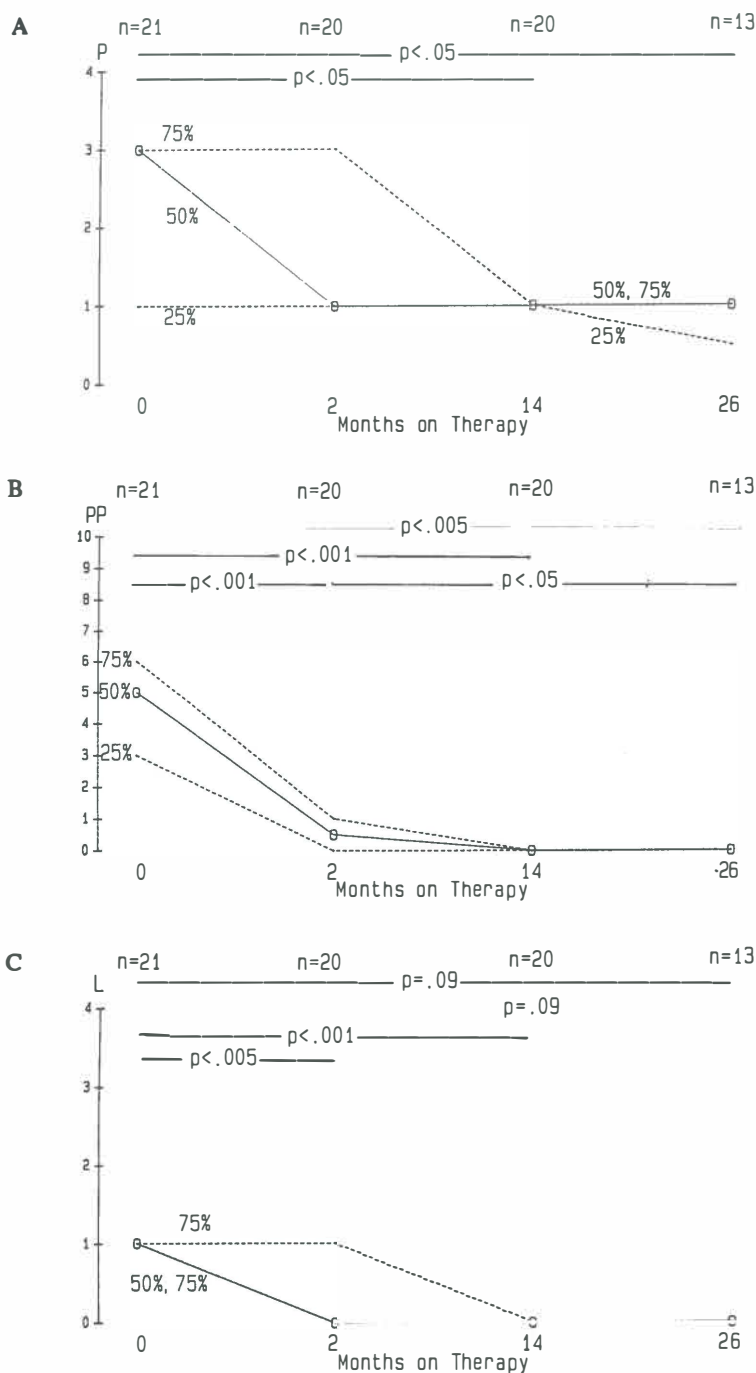 A
n=21 n=20 n=20 n=13
P
p<.05
4
p<.05
75%
3
50%
2
50%, 75%
1
25%
25%
0
0 2 14 26
Months on Therapy
B
n=21 n=20 n=20 n=13
PP
p<.005
10
p<.001
9
p<.001 p<.05
8
7
6 75%
5 50%
4
3 25%
2
1
0
0 2 14 -26
Months on Therapy
C
n=21 n=20 n=20 n=13
L
p=.09
4
p=.09
p<.001
p<.005
3
2
75%
1
50%, 75%
0
0 2 14 26
Months on Therapy